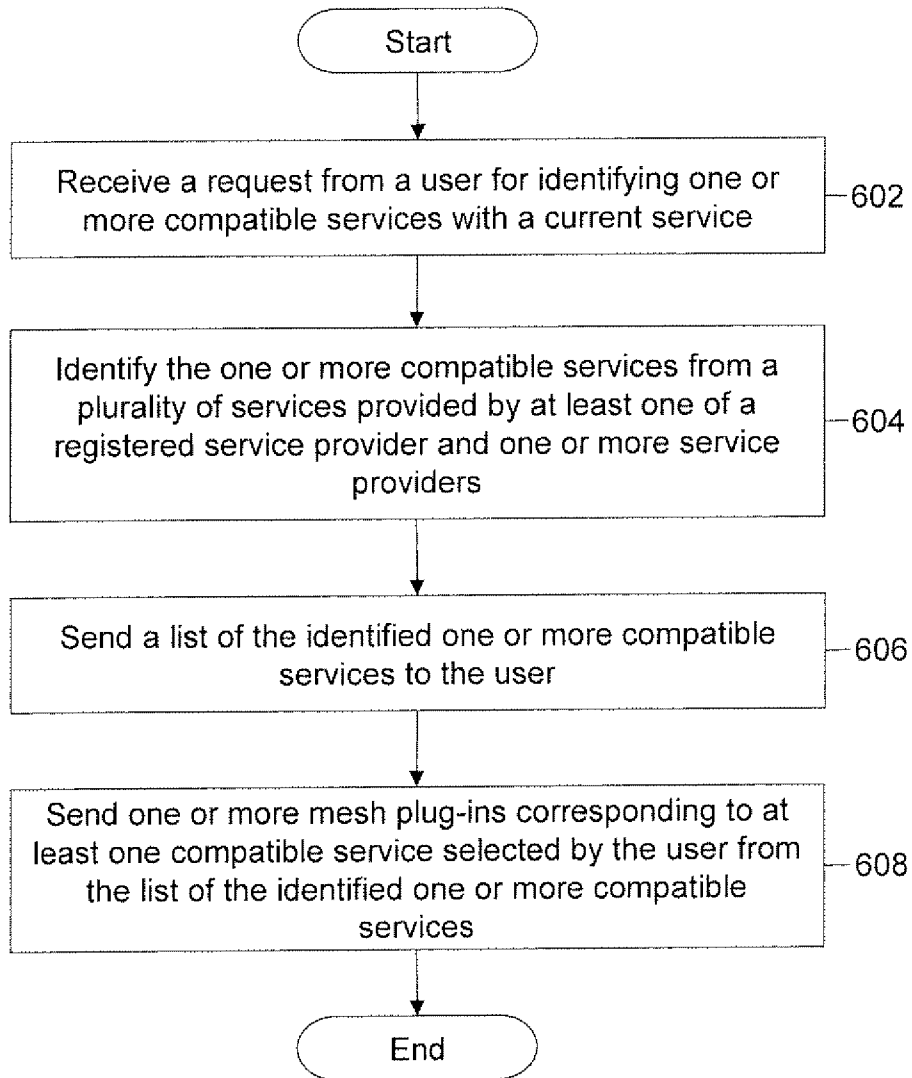 Start
Receive a request from a user for identifying one or
more compatible services with a current service
602
Identify the one or more compatible services from a
plurality of services provided by at least one of a
registered service provider and one or more service
providers
604
Send a list of the identified one or more compatible
services to the user
606
Send one or more mesh plug-ins corresponding to at
least one compatible service selected by the user from
the list of the identified one or more compatible
services
608
End